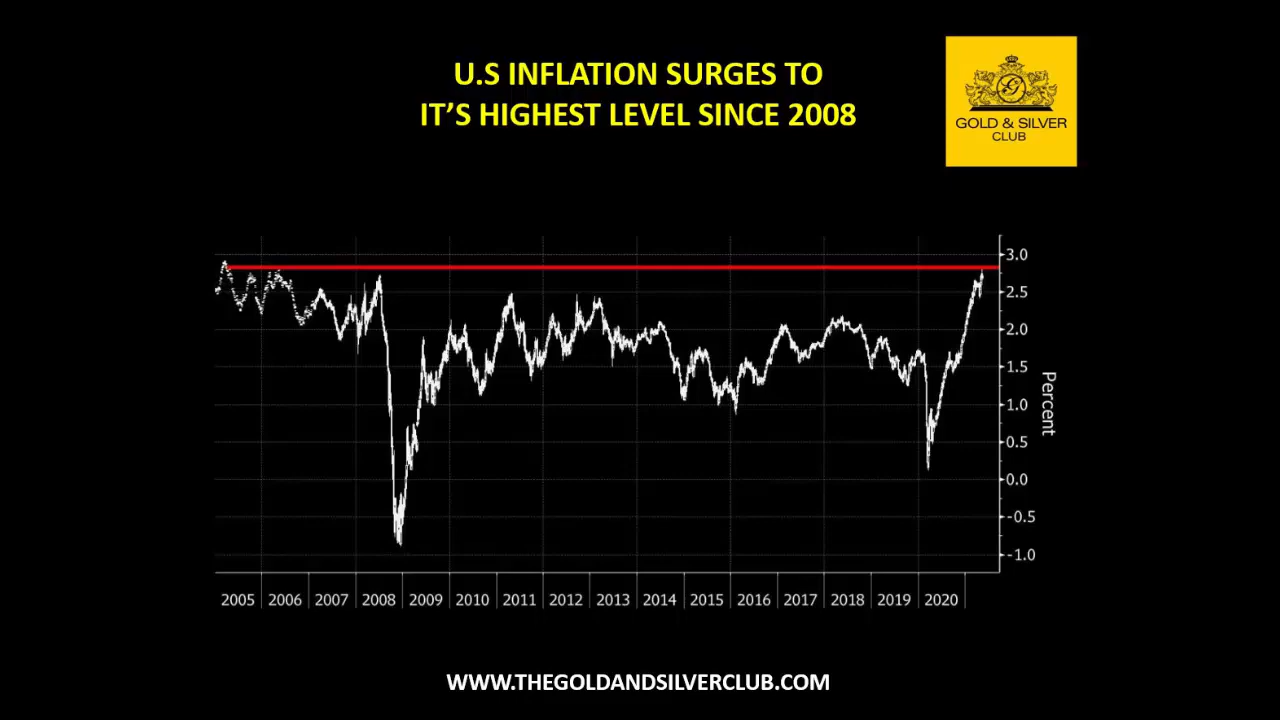 U.S INFLATION SURGES TO
IT’S HIGHEST LEVEL SINCE 2008
G
GOLD & SILVER
CLUB
3.0
2.5
2.0
1.5
1.0
0.5
0.0
-0.5
-1.0
Percent
2005 2006 2007 2008 2009 2010 2011 2012 2013 2014 2015 2016 2017 2018 2019 2020
WWW.THEGOLDANDSILVERCLUB.COM